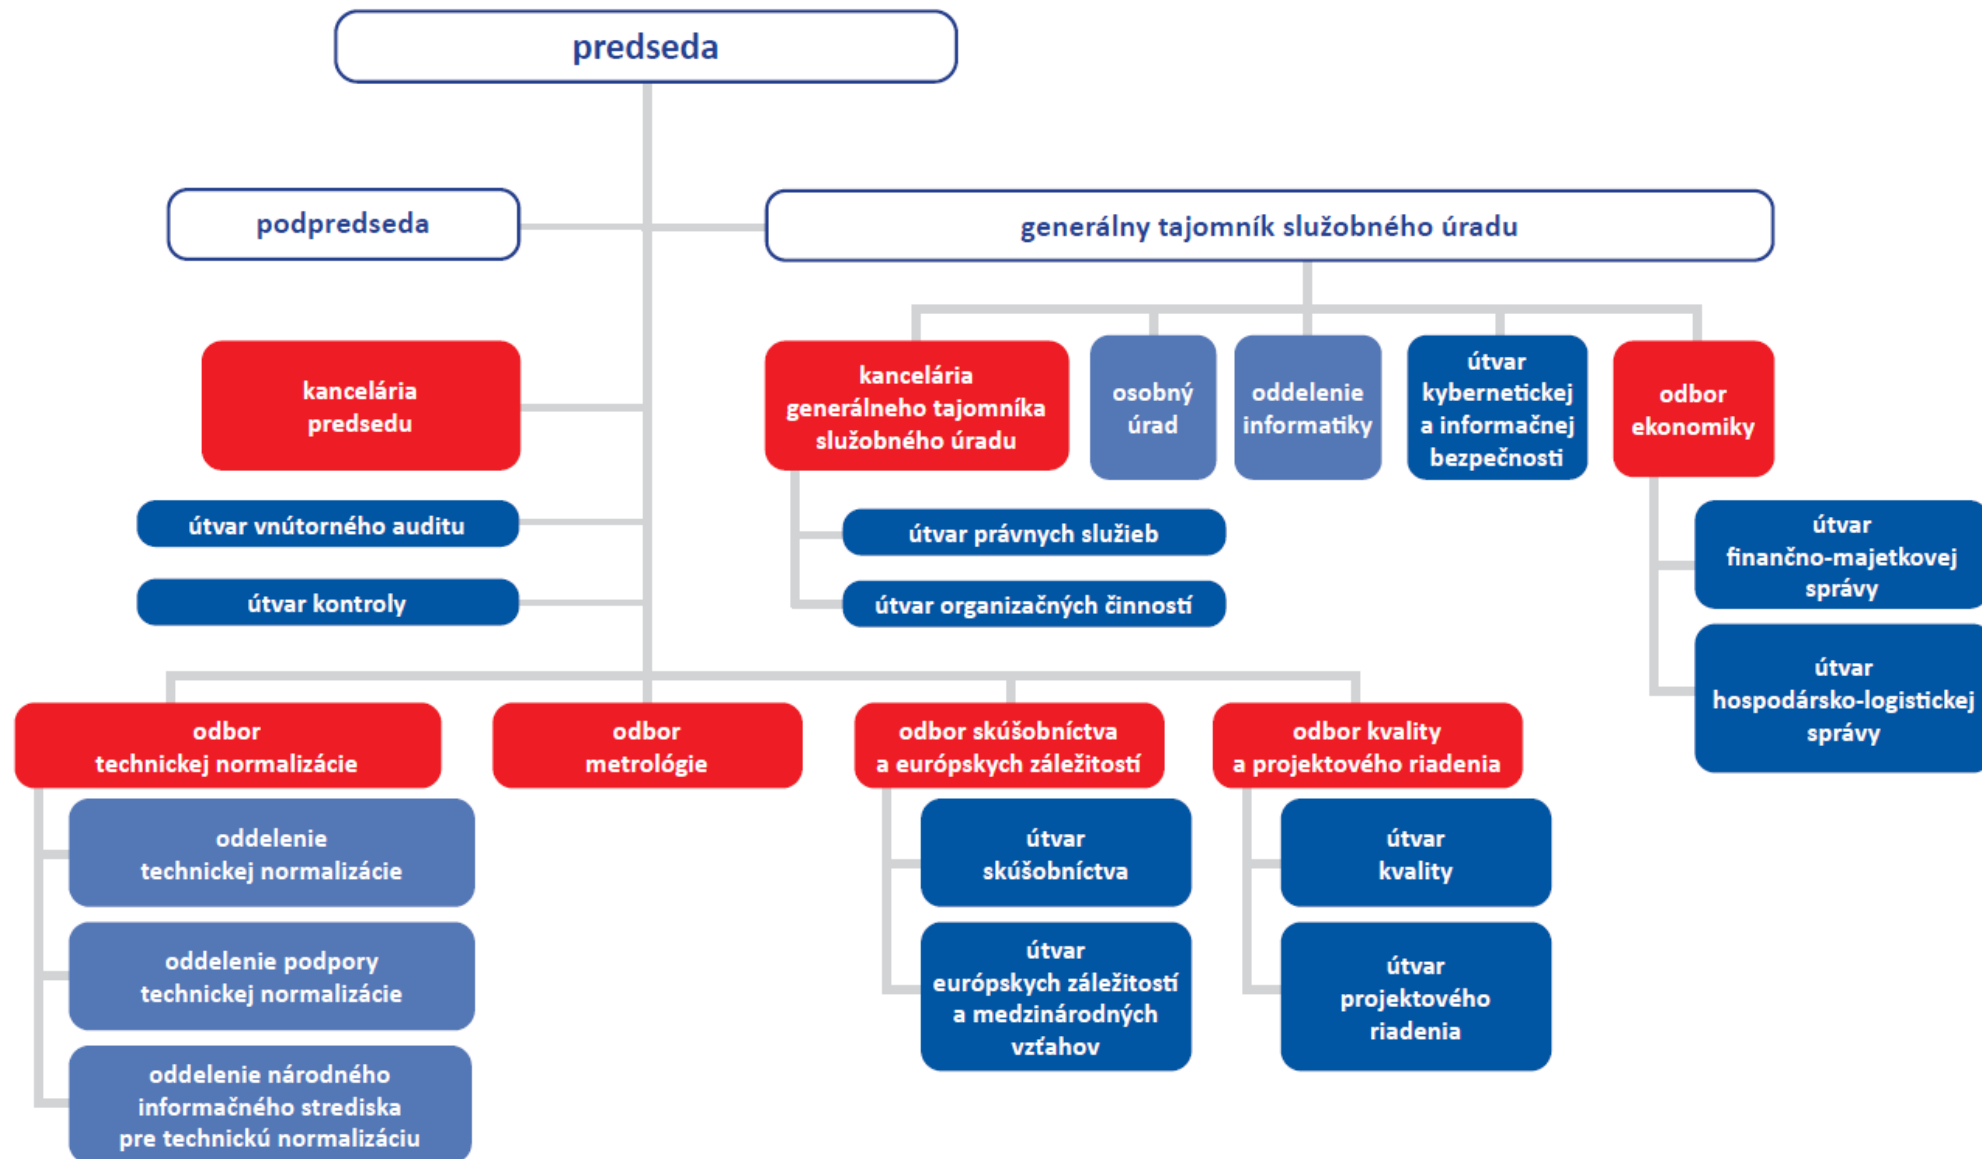 predseda
podpredseda
generálny tajomník služobného úradu
kancelária
predsedu
kancelária
generálneho tajomníka
služobného úradu
osobný
úrad
oddelenie
informatiky
útvar
kybernetickej
a informačnej
bezpečnosti
odbor
ekonomiky
útvar vnútorného auditu
útvar kontroly
útvar právnych služieb
útvar organizačných činností
útvar
finančno-majetkovej
správy
útvar
hospodársko-logistickej
správy
odbor
technickej normalizácie
odbor
metrológie
odbor skúšobníctva
a európskych záležitostí
odbor kvality
a projektového riadenia
oddelenie
technickej normalizácie
oddelenie podpory
technickej normalizácie
oddelenie národného
informačného strediska
pre technickú normalizáciu
útvar
skúšobníctva
útvar
európskych záležitostí
a medzinárodných
vzťahov
útvar
kvality
útvar
projektového
riadenia